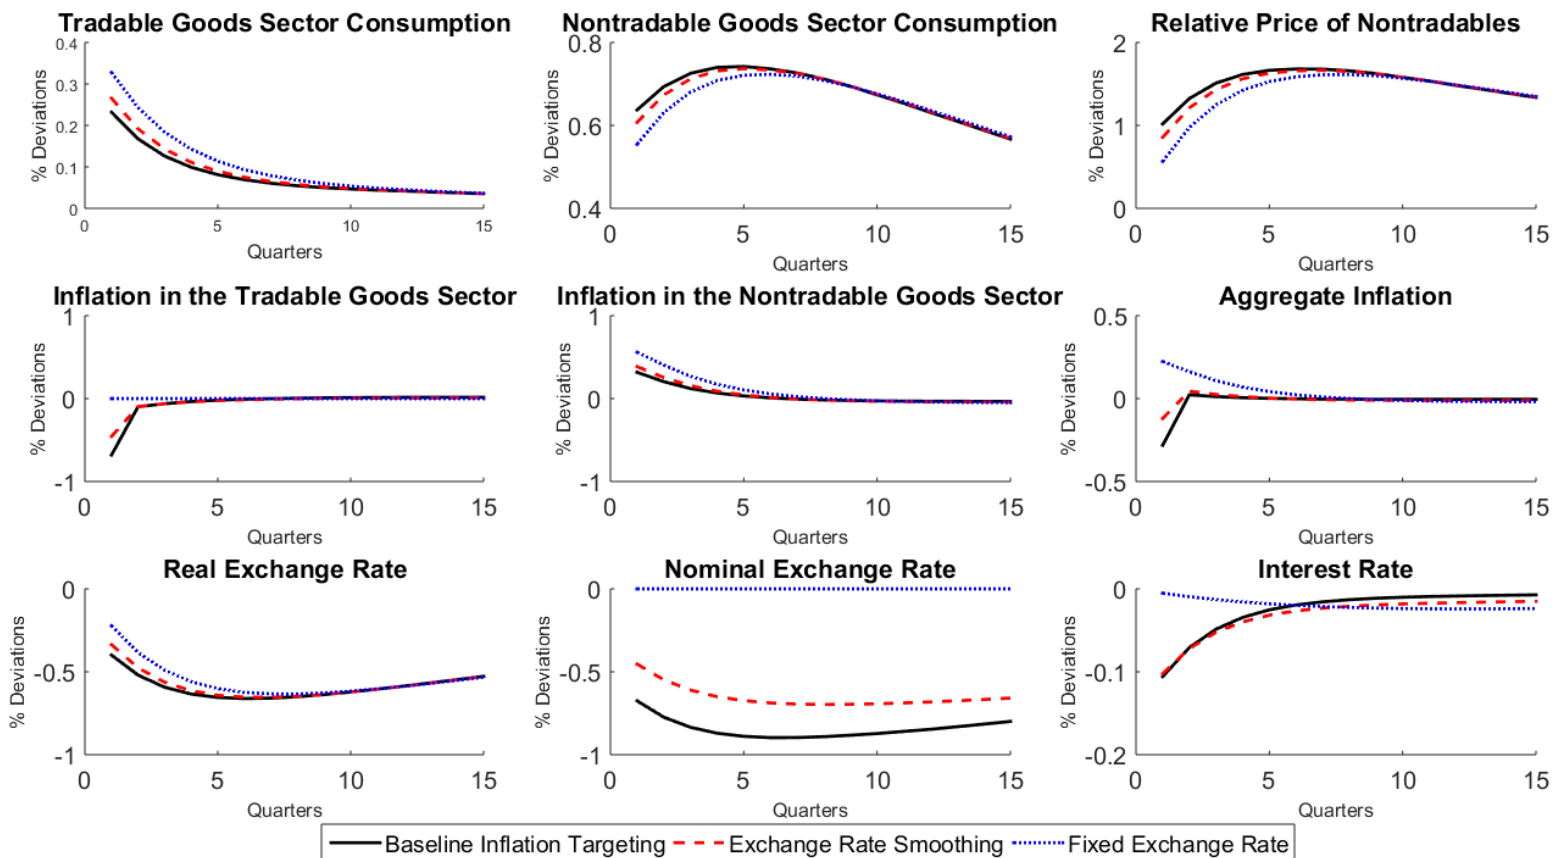 Tradable Goods Sector Consumption
0.4
0.3
0.2
0.1
0
% Deviations
0 5 10 15
Quarters
Nontradable Goods Sector Consumption
0.8
0.6
0.4
% Deviations
0 5 10 15
Quarters
Relative Price of Nontradables
2
1
0
% Deviations
0 5 10 15
Quarters
Inflation in the Tradable Goods Sector
1
0
-1
% Deviations
0 5 10 15
Quarters
Inflation in the Nontradable Goods Sector
1
0
-1
% Deviations
0 5 10 15
Quarters
Aggregate Inflation
0.5
0
-0.5
% Deviations
0 5 10 15
Quarters
Real Exchange Rate
0
-0.5
-1
% Deviations
0 5 10 15
Quarters
Nominal Exchange Rate
0
-0.5
-1
% Deviations
0 5 10 15
Quarters
Interest Rate
0
-0.1
-0.2
% Deviations
0 5 10 15
Quarters
Baseline Inflation Targeting Exchange Rate Smoothing Fixed Exchange Rate